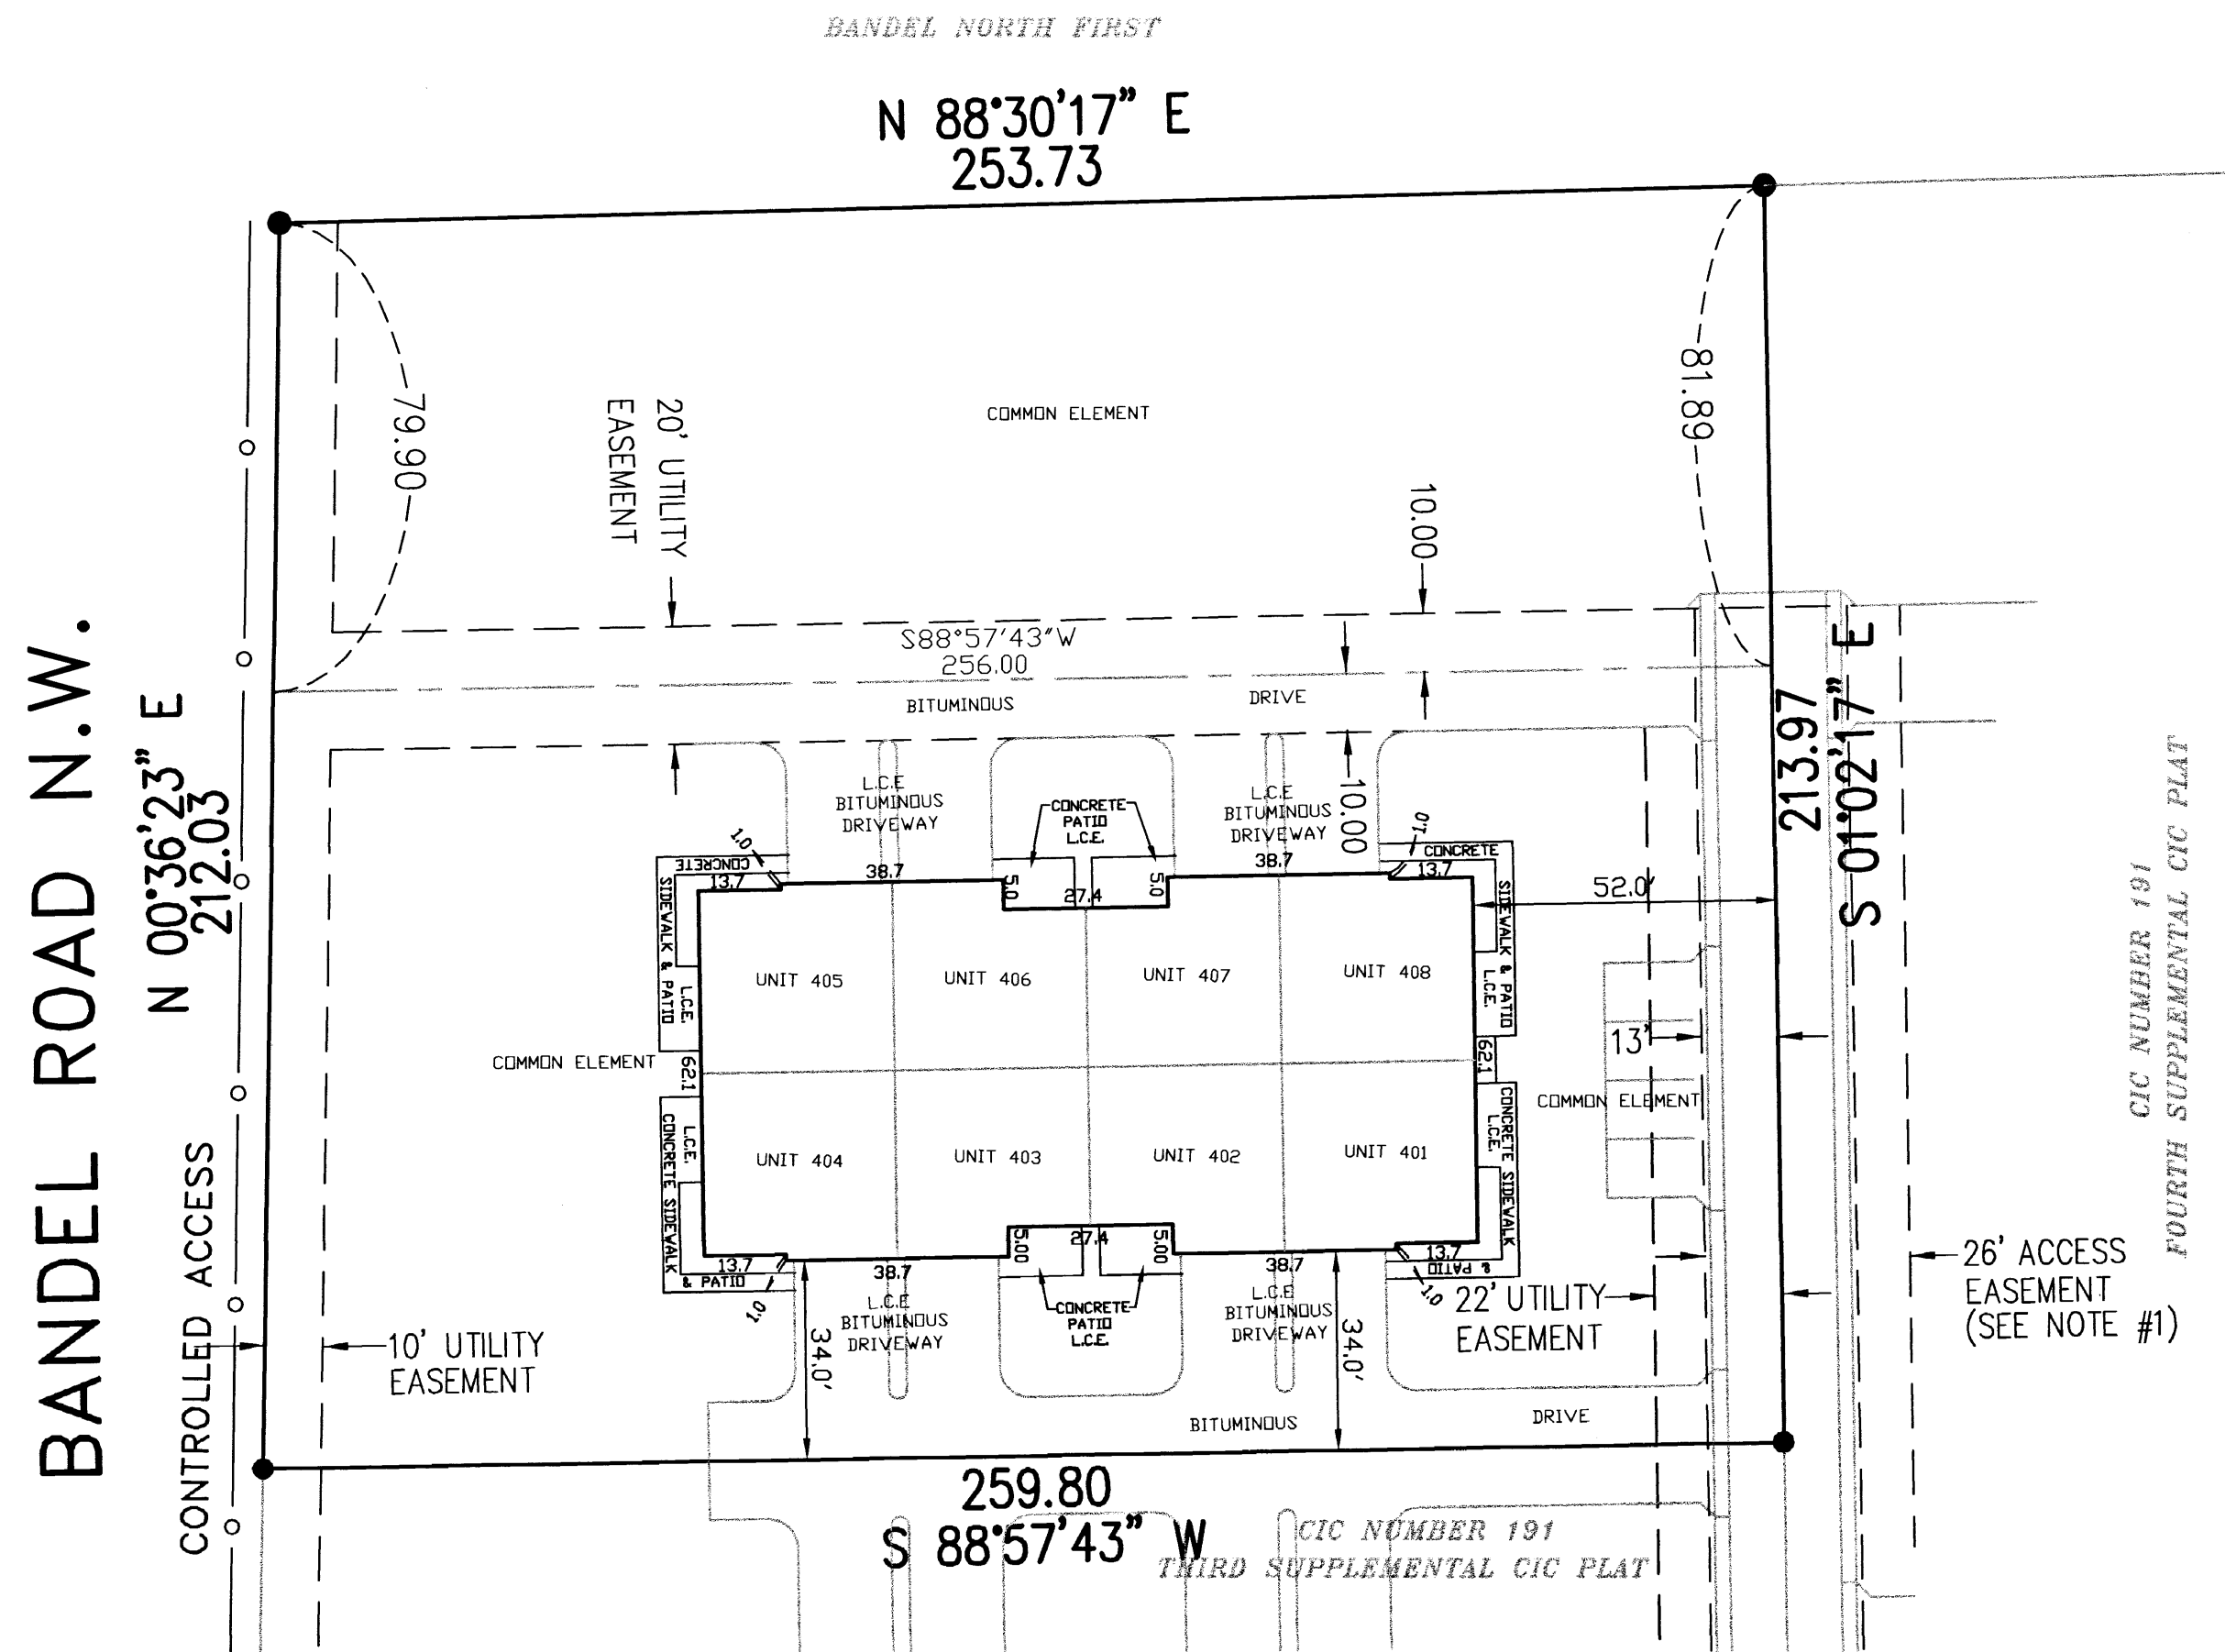 BANDEL NORTH FIRST
N 88°30'17" E
253.73
79.90
81.89
COMMON ELEMENT
20' UTILITY
EASEMENT
10.00
S88°57'43"W
256.00
BITUMINOUS DRIVE
BANDEL ROAD N.W.
N 00°36'23" E
212.03
CONTROLLED ACCESS
213.97
S 01°02'17" E
CIC NUMBER 191
FOURTH SUPPLEMENTAL CIC PLAT
L.C.E
BITUMINOUS
DRIVEWAY
CONCRETE
PATIO
L.C.E.
L.C.E
BITUMINOUS
DRIVEWAY
10.00
1.0
CONCRETE
13.7
38.7
5.0
27.4
5.0
38.7
1.0
CONCRETE
13.7
52.0'
SIDEWALK & PATIO
L.C.E.
SIDEWALK & PATIO
L.C.E.
UNIT 405
UNIT 406
UNIT 407
UNIT 408
COMMON ELEMENT
62.1
62.1
13'
COMMON ELEMENT
UNIT 404
UNIT 403
UNIT 402
UNIT 401
L.C.E.
CONCRETE SIDEWALK
& PATIO
CONCRETE SIDEWALK
L.C.E.
& PATIO
13.7
1.0
38.7
5.00
27.4
5.00
38.7
13.7
1.0
L.C.E
BITUMINOUS
DRIVEWAY
34.0'
CONCRETE
PATIO
L.C.E.
L.C.E
BITUMINOUS
DRIVEWAY
34.0'
22' UTILITY
EASEMENT
26' ACCESS
EASEMENT
(SEE NOTE #1)
10' UTILITY
EASEMENT
BITUMINOUS DRIVE
259.80
S 88°57'43" W
CIC NUMBER 191
THIRD SUPPLEMENTAL CIC PLAT